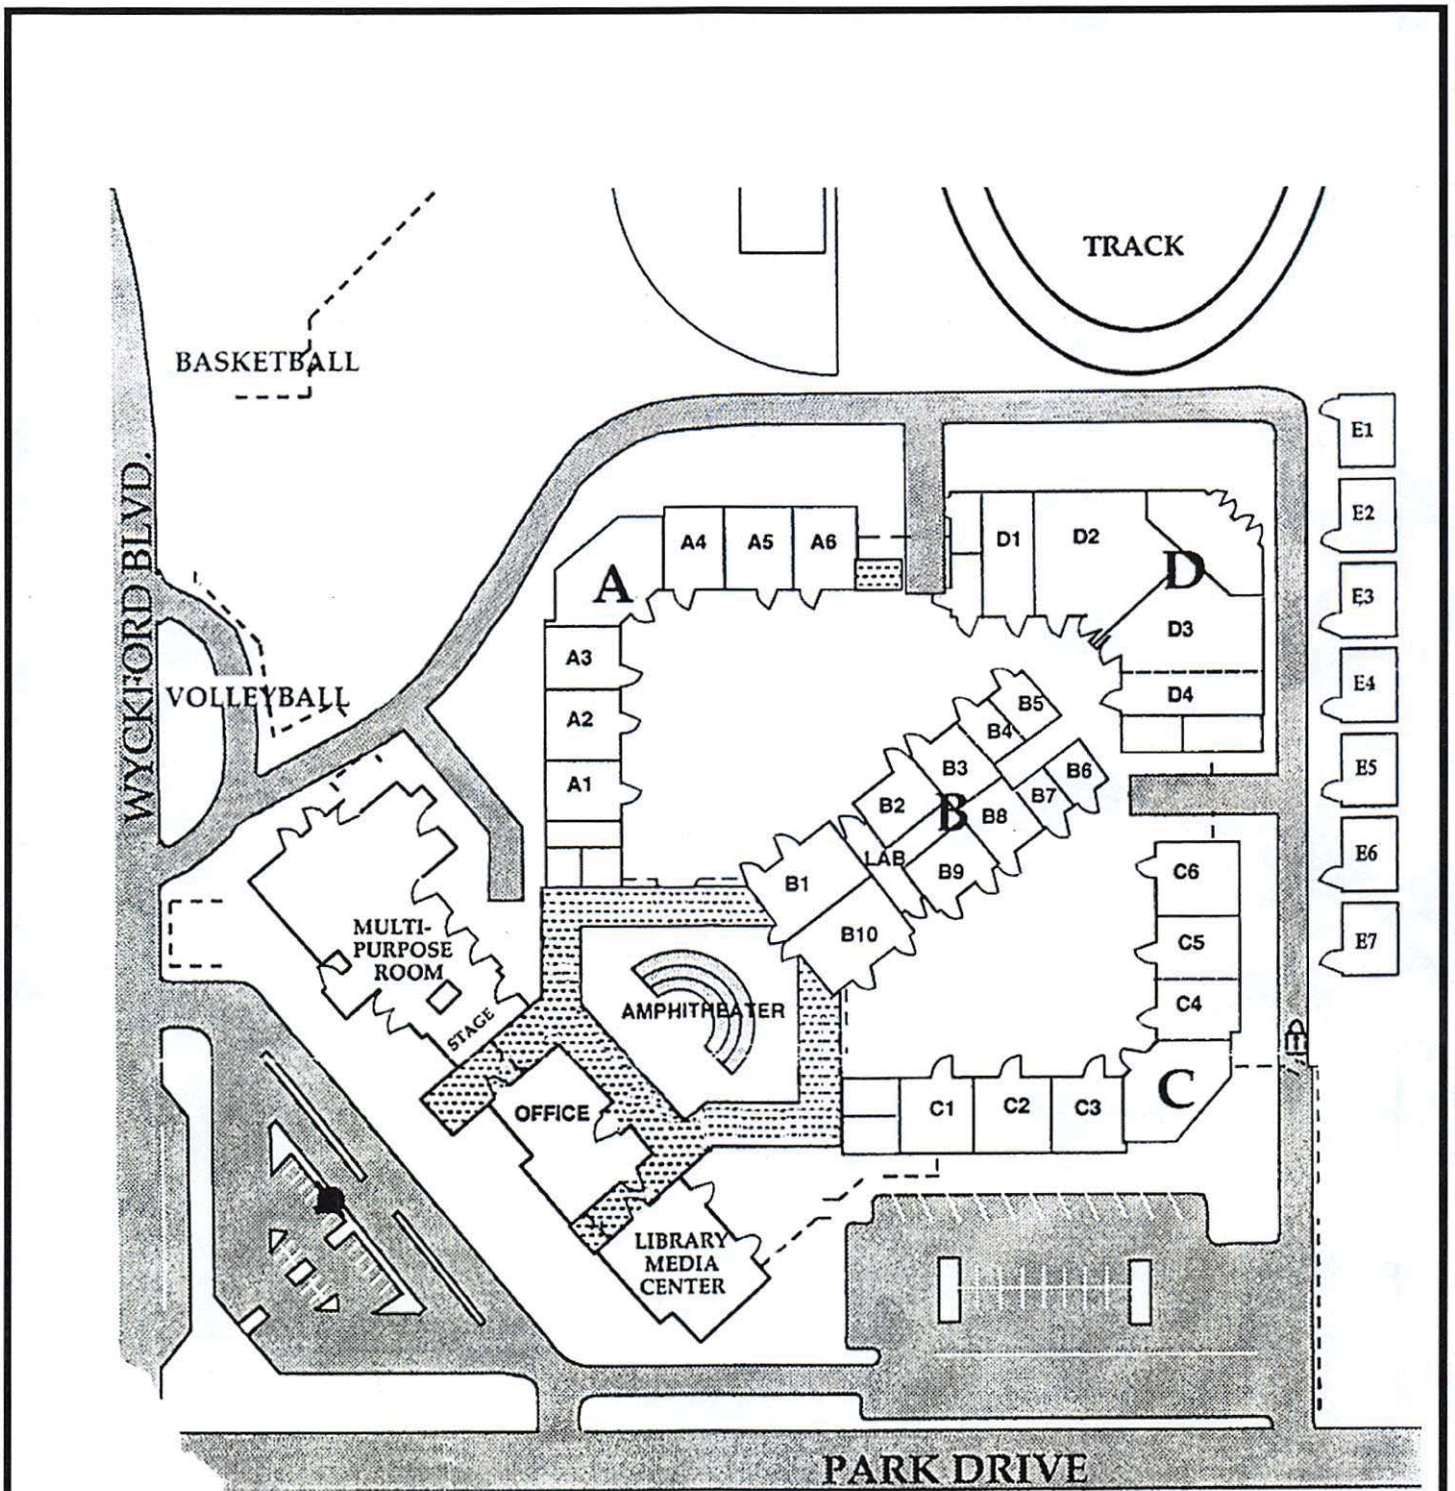 TRACK
BASKETBALL
E1
E2
E3
E4
E5
E6
E7
WYCKFORD BLVD.
VOLLEYBALL
A
A4
A5
A6
A3
A2
A1
D1
D2
D
D3
D4
B5
B4
B3
B6
B2
B
B7
B8
LAB
B9
B1
B10
C6
C5
C4
C
C1
C2
C3
MULTI-
PURPOSE
ROOM
STAGE
AMPHITHEATER
OFFICE
LIBRARY
MEDIA
CENTER
PARK DRIVE